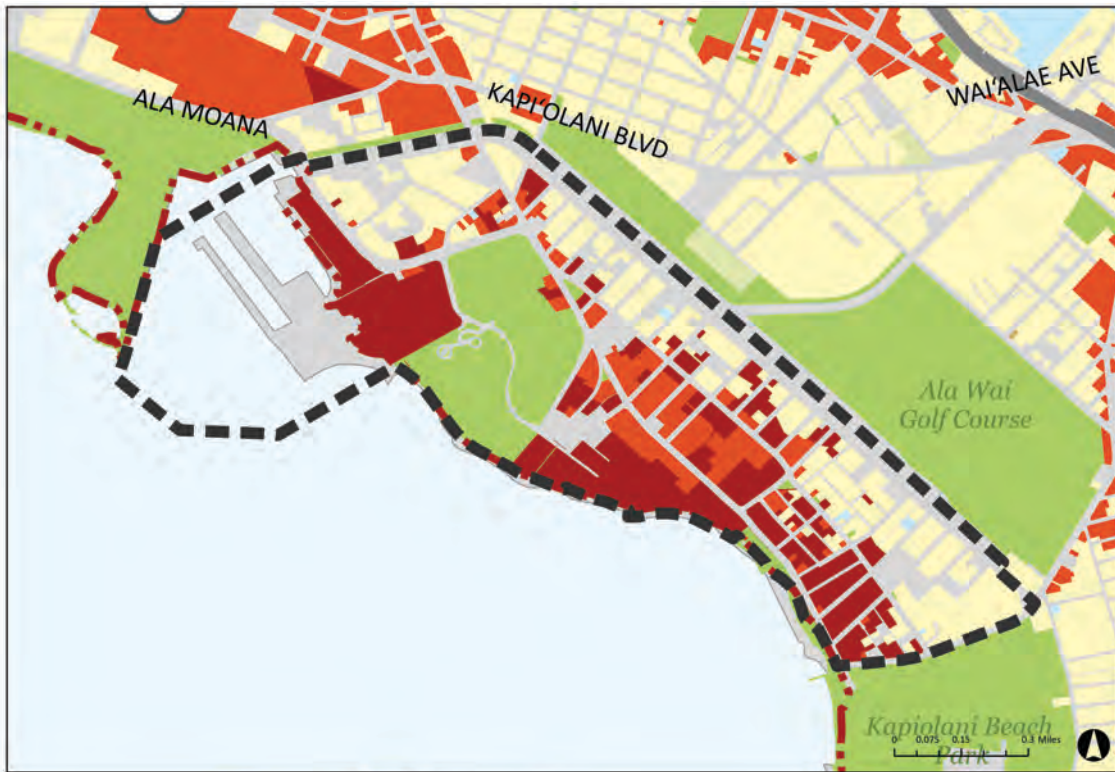 ALA MOANA
KAPI‘OLANI BLVD
WAI‘ALAE AVE
Ala Wai
Golf Course
Kapiolani Beach
Park
0 0.075 0.15 0.3 Miles